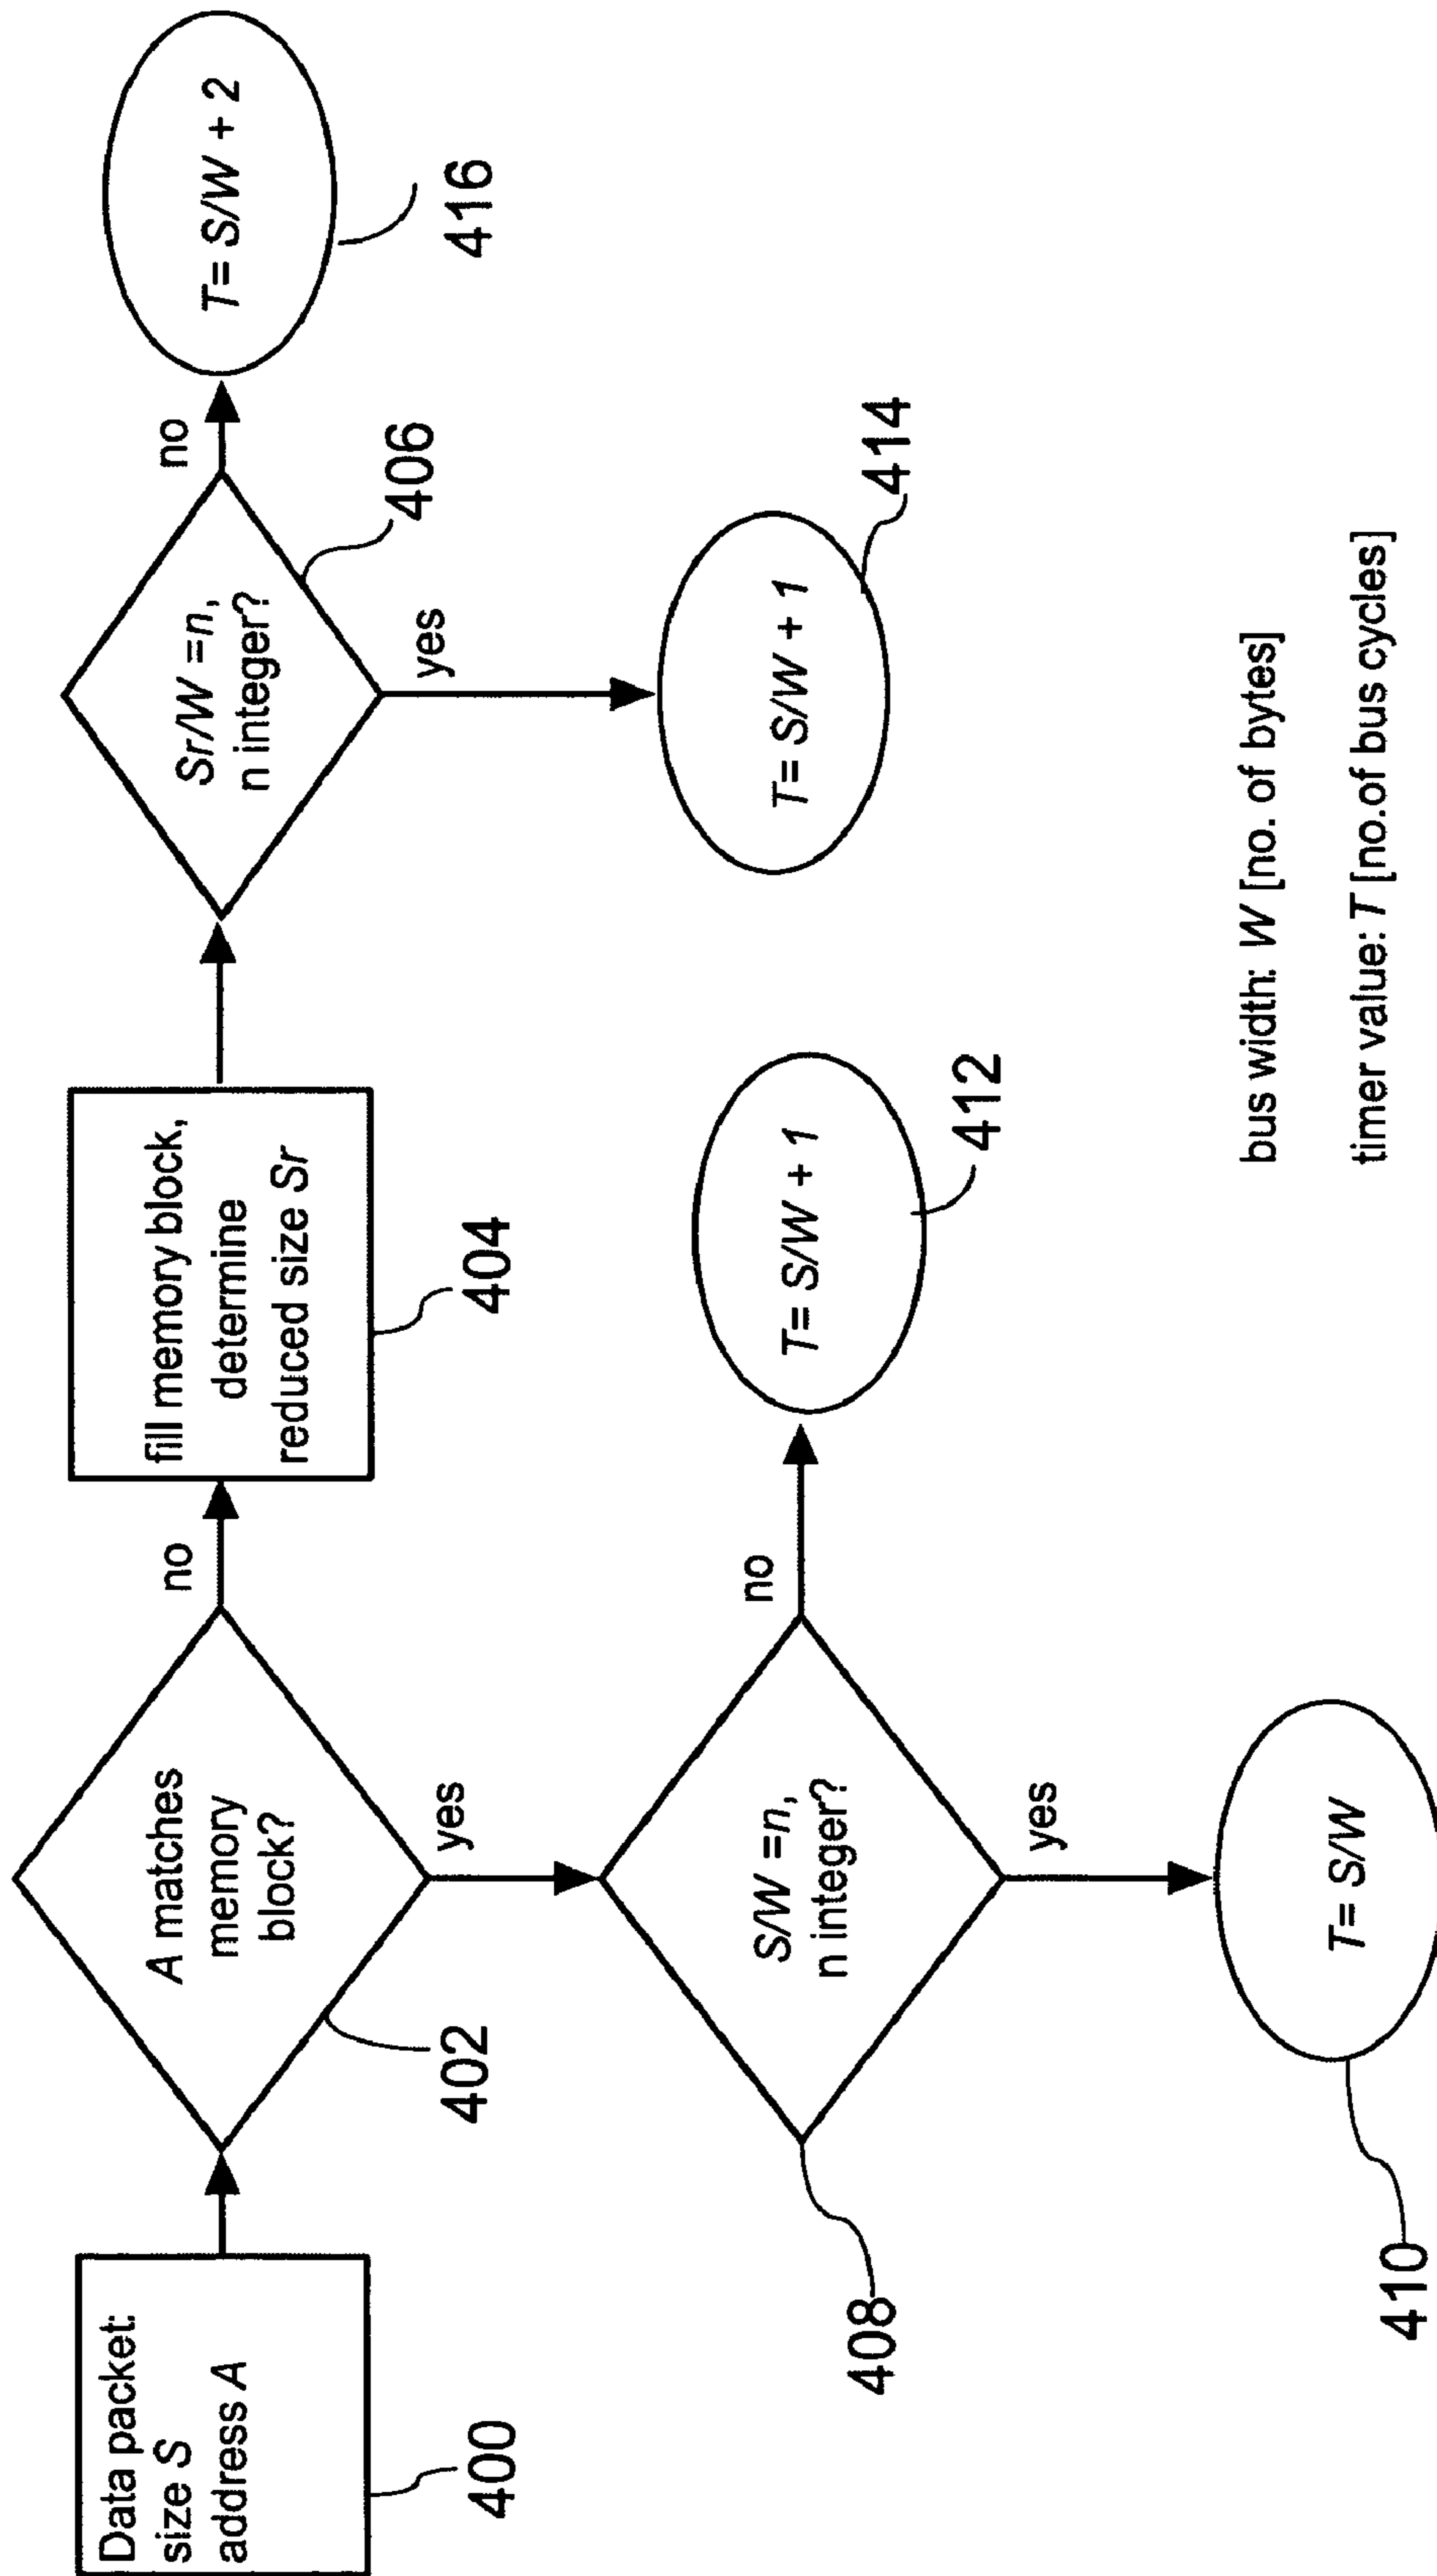 Data packet:
size S
address A
400
A matches
memory
block?
402
no
yes
fill memory block,
determine
reduced size Sr
404
Sr/W =n,
n integer?
406
no
yes
T= S/W + 2
416
T= S/W + 1
414
S/W =n,
n integer?
408
no
yes
T= S/W + 1
412
T= S/W
410
bus width: W [no. of bytes]
timer value: T [no.of bus cycles]